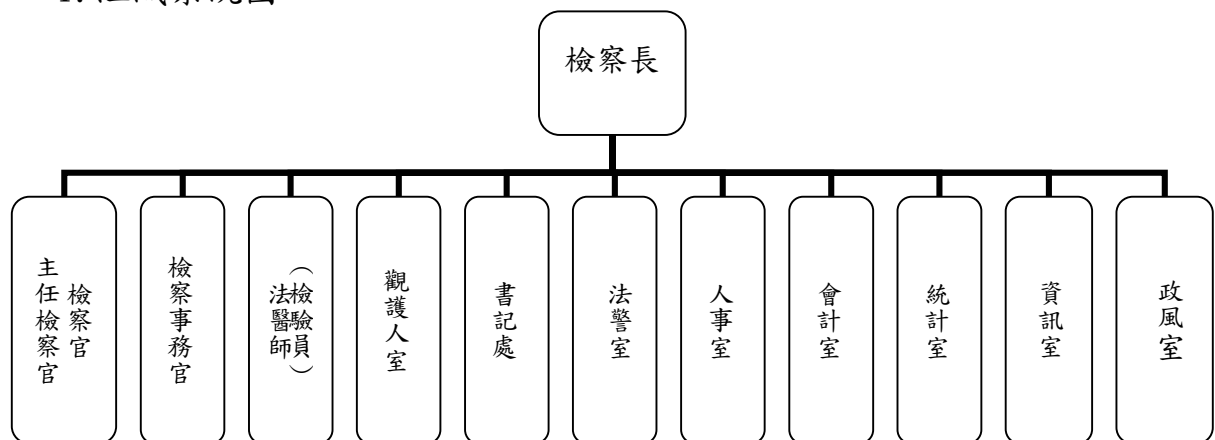 檢察長
主任檢察官
檢察官
檢察事務官
法醫師
（檢驗員）
觀護人室
書記處
法警室
人事室
會計室
統計室
資訊室
政風室